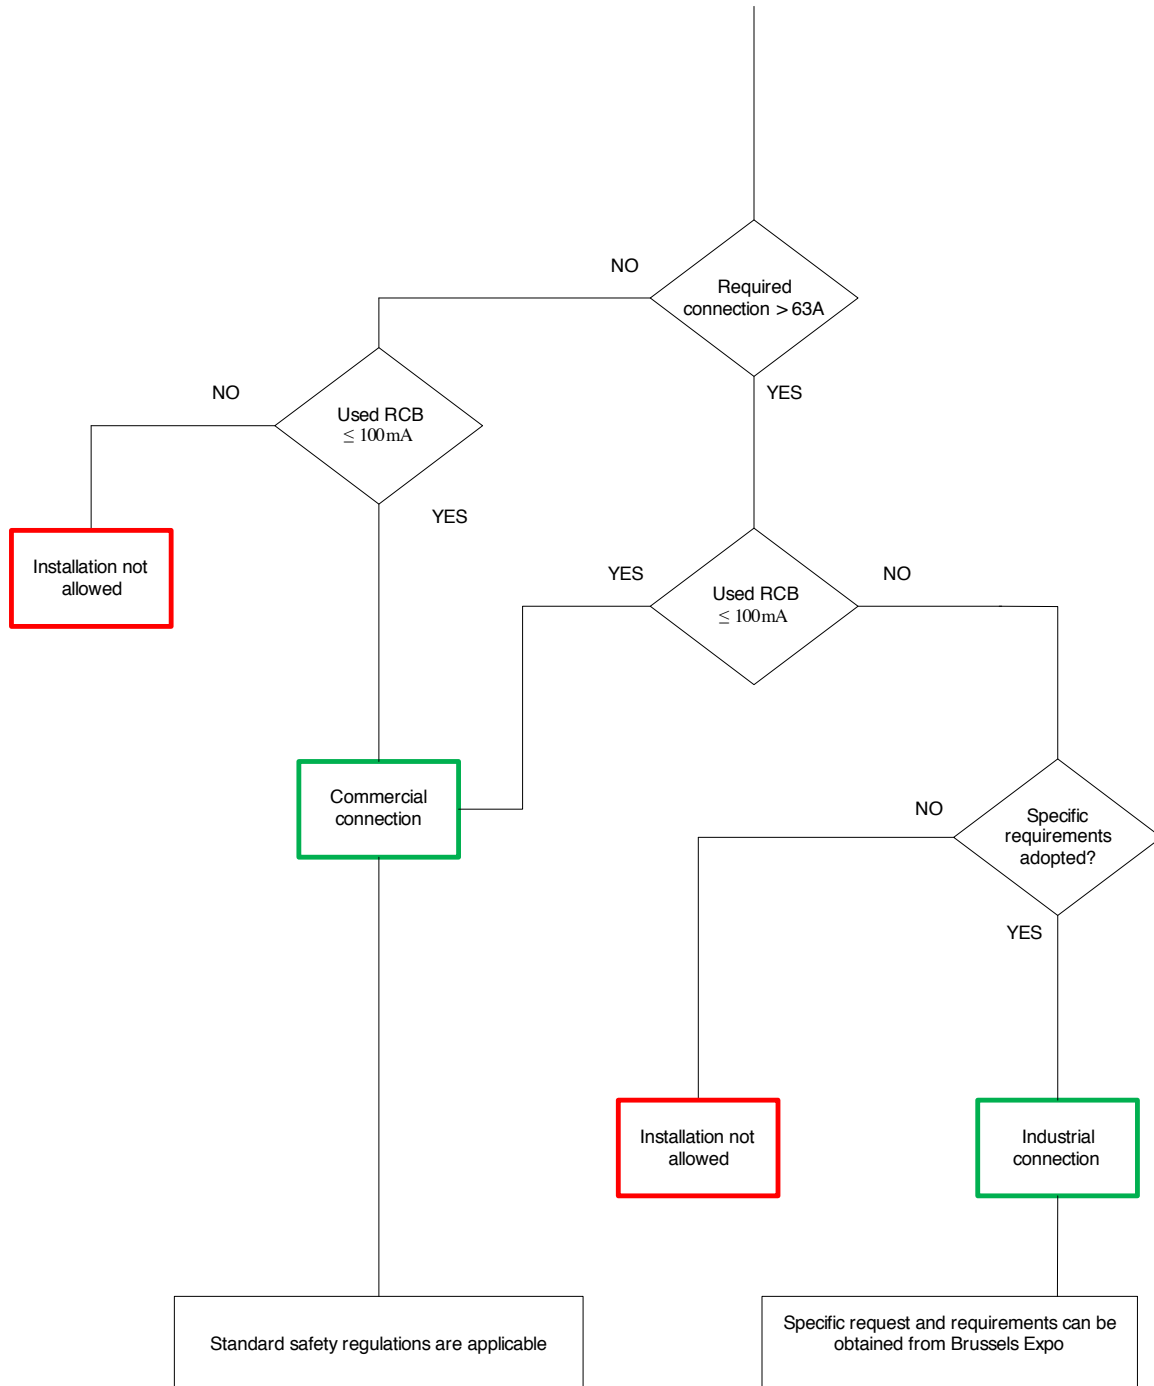 NO
Required
connection > 63A
NO
YES
Used RCB
≤ 100mA
YES
Installation not
allowed
YES
NO
Used RCB
≤ 100mA
Commercial
connection
NO
Specific
requirements
adopted?
YES
Installation not
allowed
Industrial
connection
Standard safety regulations are applicable
Specific request and requirements can be
obtained from Brussels Expo